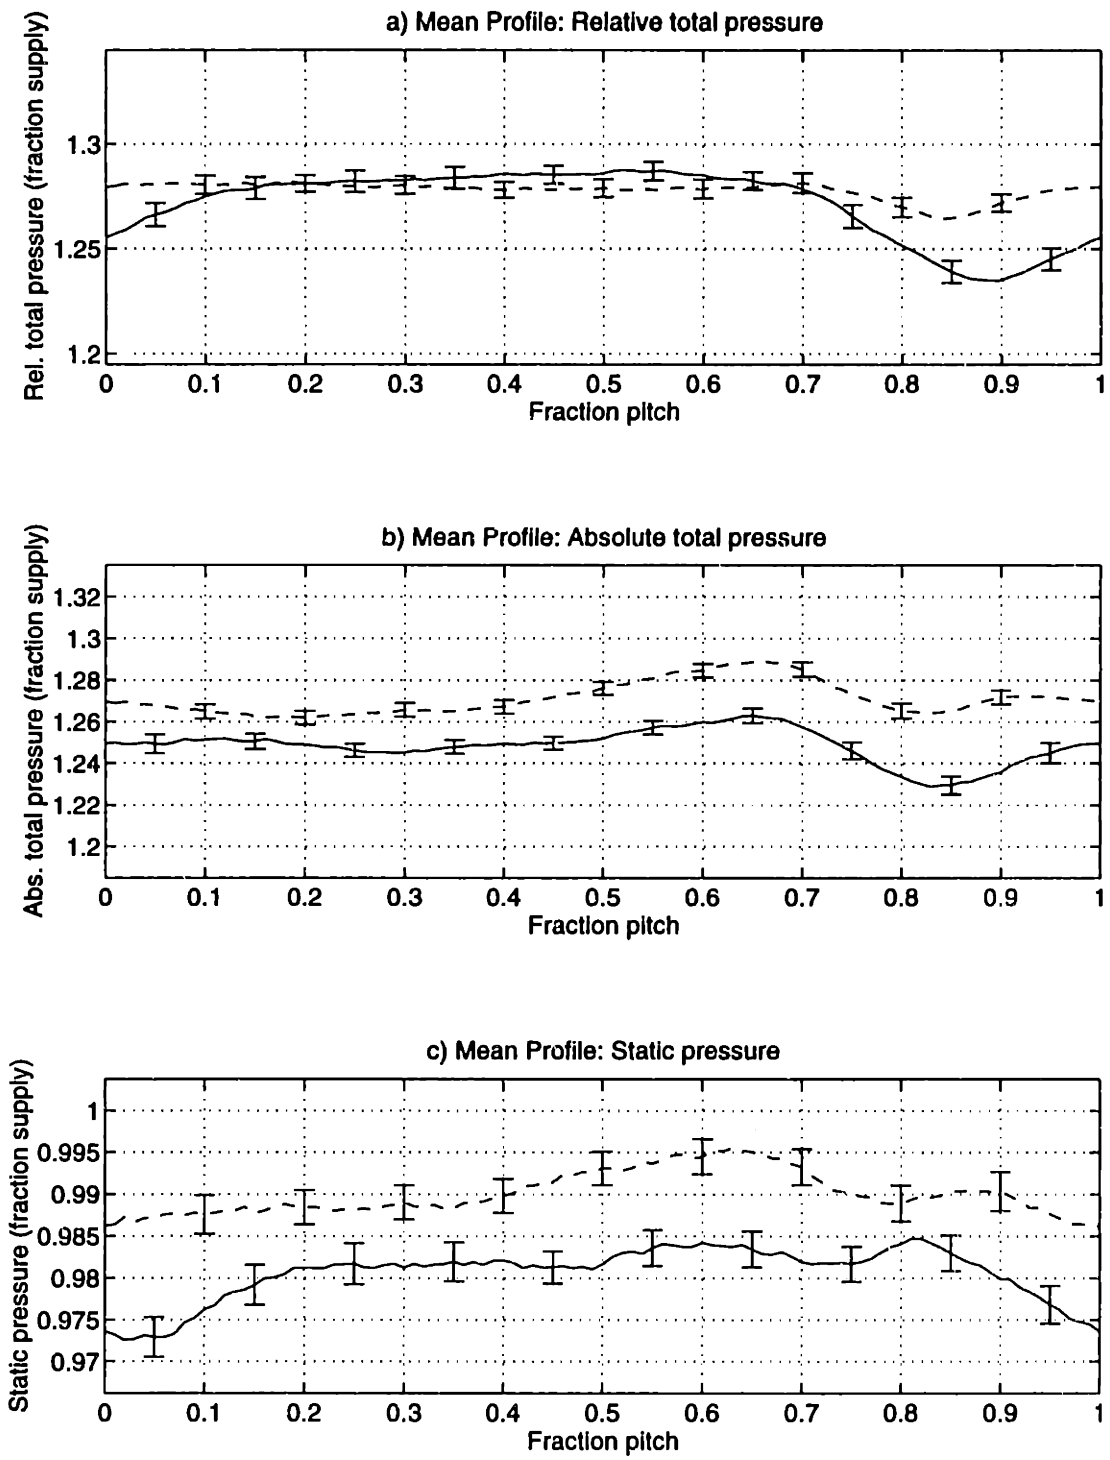 a) Mean Profile: Relative total pressure
Rel. total pressure (fraction supply)
1.3
1.25
1.2
0 0.1 0.2 0.3 0.4 0.5 0.6 0.7 0.8 0.9 1
Fraction pitch
b) Mean Profile: Absolute total pressure
Abs. total pressure (fraction supply)
1.32
1.3
1.28
1.26
1.24
1.22
1.2
0 0.1 0.2 0.3 0.4 0.5 0.6 0.7 0.8 0.9 1
Fraction pitch
c) Mean Profile: Static pressure
Static pressure (fraction supply)
1
0.995
0.99
0.985
0.98
0.975
0.97
0 0.1 0.2 0.3 0.4 0.5 0.6 0.7 0.8 0.9 1
Fraction pitch